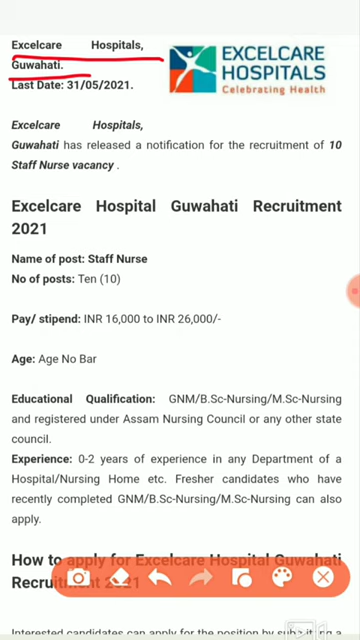 Excelcare Hospitals,
Guwahati.
Last Date: 31/05/2021.
EXCELCARE
HOSPITALS
Celebrating Health
Excelcare Hospitals,
Guwahati has released a notification for the recruitment of 10
Staff Nurse vacancy .
Excelcare Hospital Guwahati Recruitment
2021
Name of post: Staff Nurse
No of posts: Ten (10)
Pay/ stipend: INR 16,000 to INR 26,000/-
Age: Age No Bar
Educational Qualification: GNM/B.Sc-Nursing/M.Sc-Nursing
and registered under Assam Nursing Council or any other state
council.
Experience: 0-2 years of experience in any Department of a
Hospital/Nursing Home etc. Fresher candidates who have
recently completed GNM/B.Sc-Nursing/M.Sc-Nursing can also
apply.
How to apply for Excelcare Hospital Guwahati
Recruitment 2021
Interested candidates can apply for the position by a